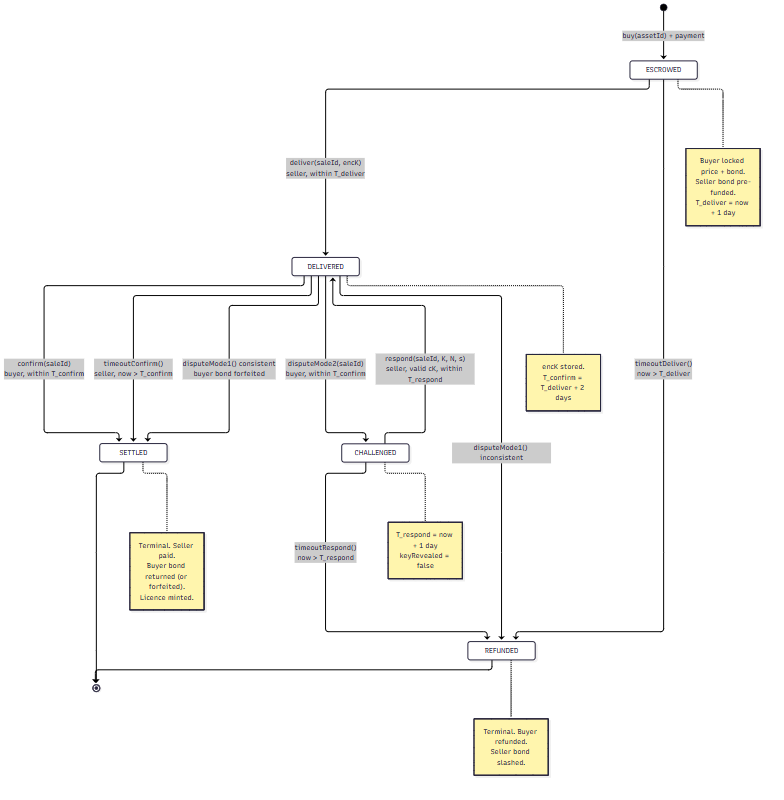 buy(assetId) + payment
ESCROWED
Buyer locked
price + bond.
Seller bond pre-
funded.
T_deliver = now
+ 1 day
deliver(saleId, encK)
seller, within T_deliver
DELIVERED
confirm(saleId)
buyer, within T_confirm
timeoutConfirm()
seller, now > T_confirm
disputeMode1() consistent
buyer bond forfeited
disputeMode2(saleId)
buyer, within T_confirm
respond(saleId, K, N, s)
seller, valid cK, within
T_respond
encK stored.
T_confirm =
T_deliver + 2
days
timeoutDeliver()
now > T_deliver
SETTLED
CHALLENGED
disputeMode1()
inconsistent
Terminal. Seller
paid.
Buyer bond
returned (or
forfeited).
Licence minted.
timeoutRespond()
now > T_respond
T_respond = now
+ 1 day
keyRevealed =
false
REFUNDED
Terminal. Buyer
refunded.
Seller bond
slashed.